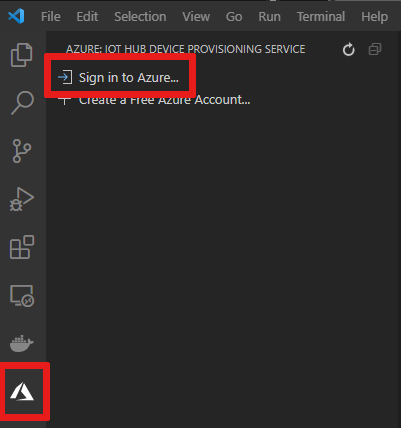 File Edit Selection View Go Run Terminal Help
AZURE: IOT HUB DEVICE PROVISIONING SERVICE
Sign in to Azure...
Create a Free Azure Account...